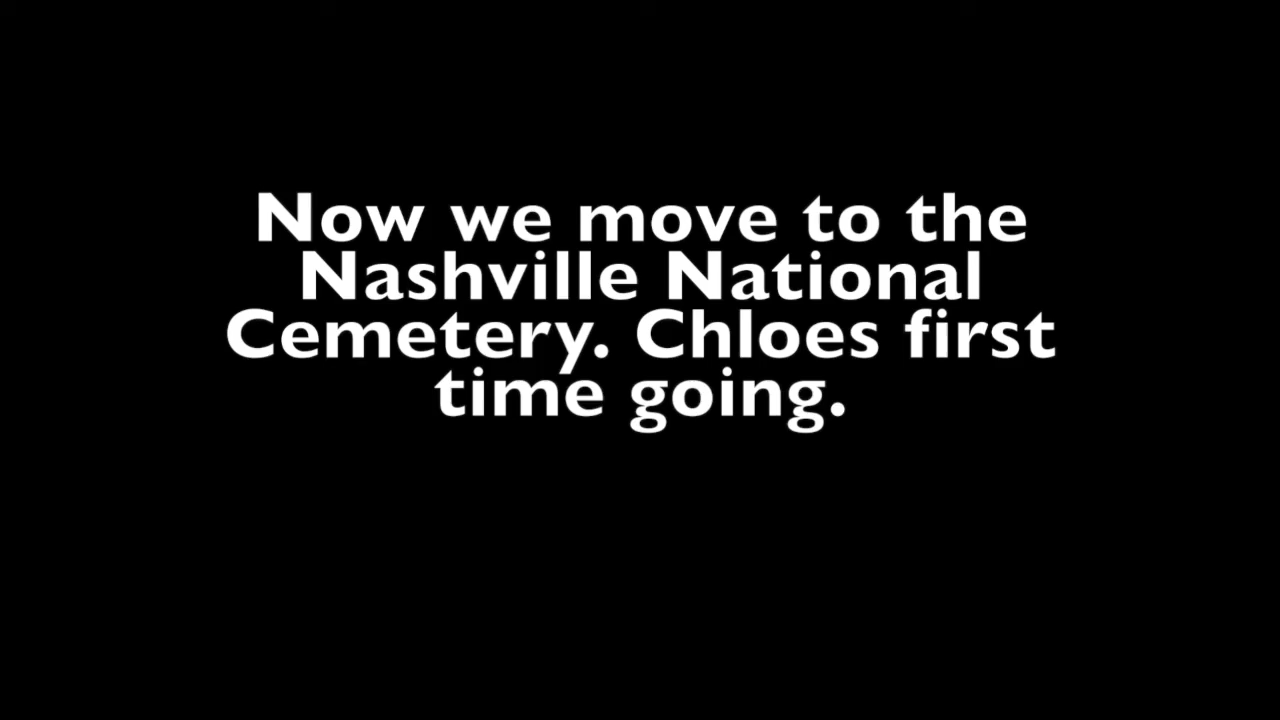 Now we move to the
Nashville National
Cemetery. Chloes first
time going.